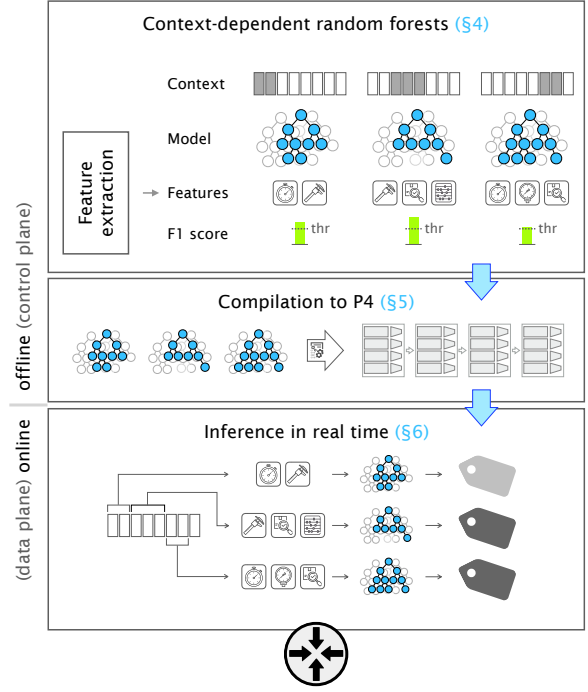 Context-dependent random forests (§4)
Context
Model
Feature
extraction
Features
F1 score
thr
thr
thr
offline (control plane)
Compilation to P4 (§5)
Inference in real time (§6)
(data plane) online